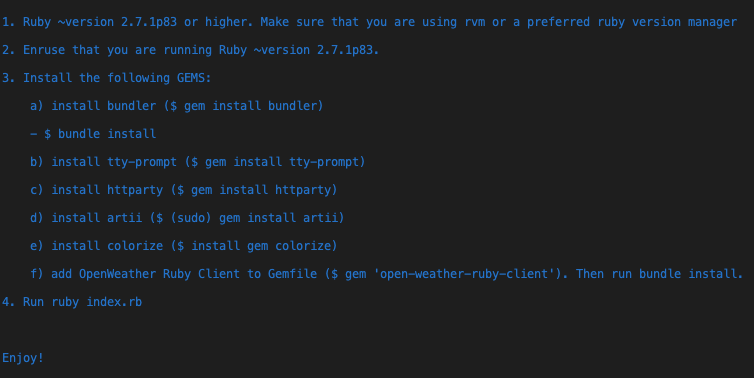 1. Ruby ~version 2.7.1p83 or higher. Make sure that you are using rvm or a preferred ruby version manager
2. Enruse that you are running Ruby ~version 2.7.1p83.
3. Install the following GEMS:
a) install bundler ($ gem install bundler)
- $ bundle install
b) install tty-prompt ($ gem install tty-prompt)
c) install httparty ($ gem install httparty)
d) install artii ($ (sudo) gem install artii)
e) install colorize ($ install gem colorize)
f) add OpenWeather Ruby Client to Gemfile ($ gem 'open-weather-ruby-client'). Then run bundle install.
4. Run ruby index.rb
Enjoy!